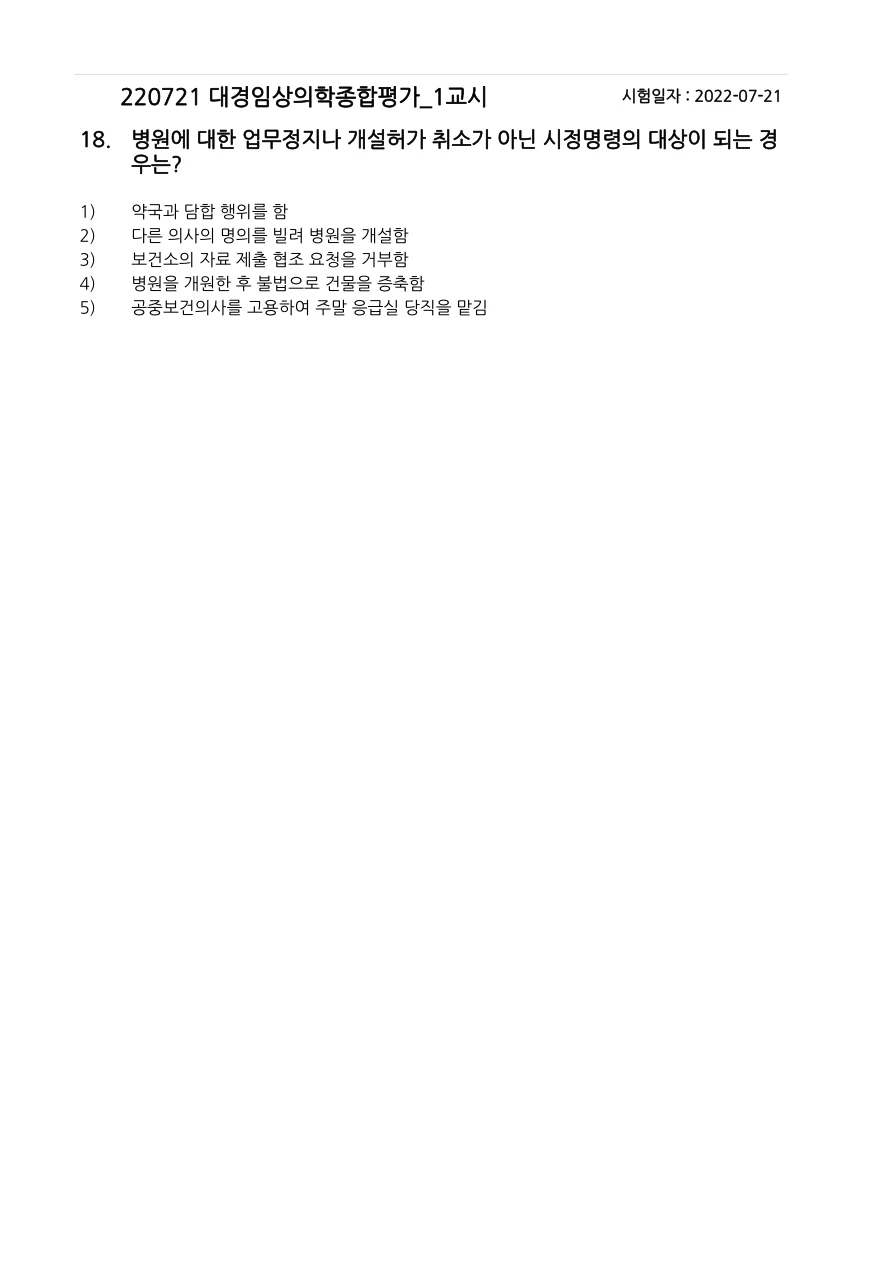 220721 대경임상의학종합평가_1교시 시험일자 : 2022-07-21
18. 병원에 대한 업무정지나 개설허가 취소가 아닌 시정명령의 대상이 되는 경
우는?
1) 약국과 담합 행위를 함
2) 다른 의사의 명의를 빌려 병원을 개설함
3) 보건소의 자료 제출 협조 요청을 거부함
4) 병원을 개원한 후 불법으로 건물을 증축함
5) 공중보건의사를 고용하여 주말 응급실 당직을 맡김